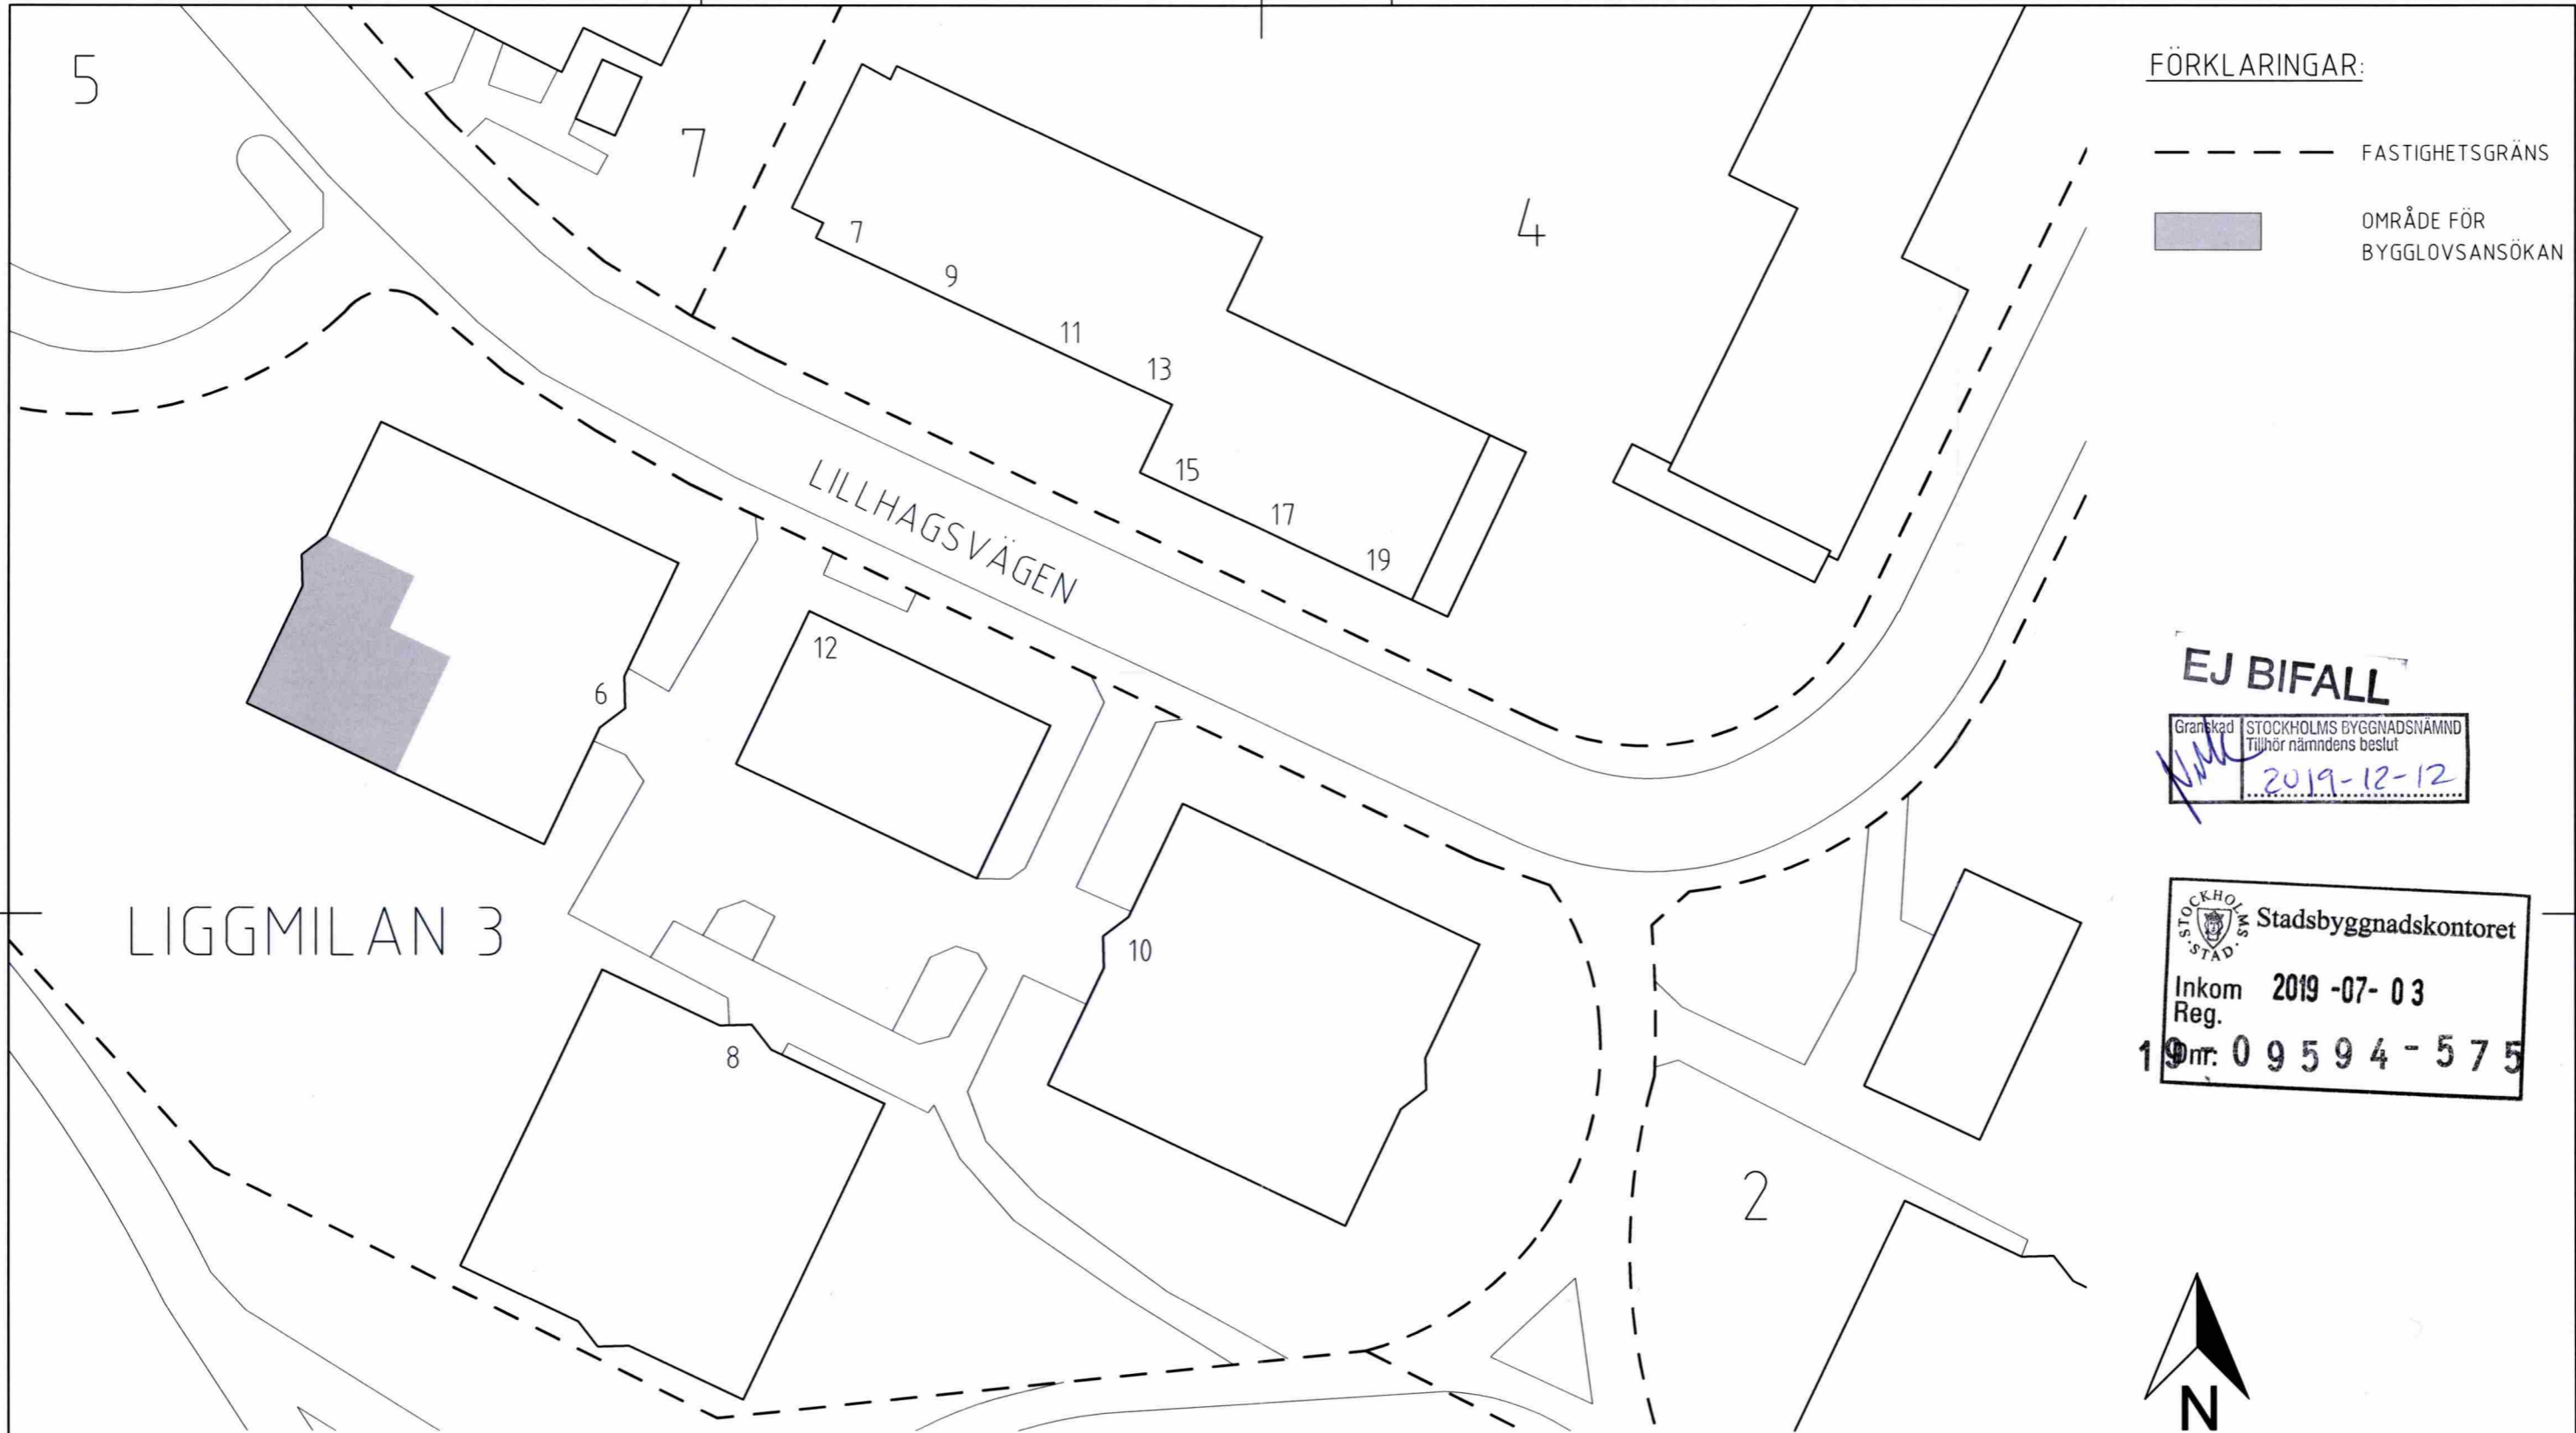 5
7
4
7
9
11
13
15
17
19
LILLHAGSVÄGEN
12
6
10
8
LIGGMILAN 3
2
FÖRKLARINGAR:
FASTIGHETSGRÄNS
OMRÅDE FÖR
BYGGLOVSANSÖKAN
EJ BIFALL
Granskad STOCKHOLMS BYGGNADSNÄMND
Tillhör nämndens beslut
2019-12-12
STOCKHOLMS STAD
Stadsbyggnadskontoret
Inkom 2019-07-03
Reg.
Dnr: 19-09594-575
N